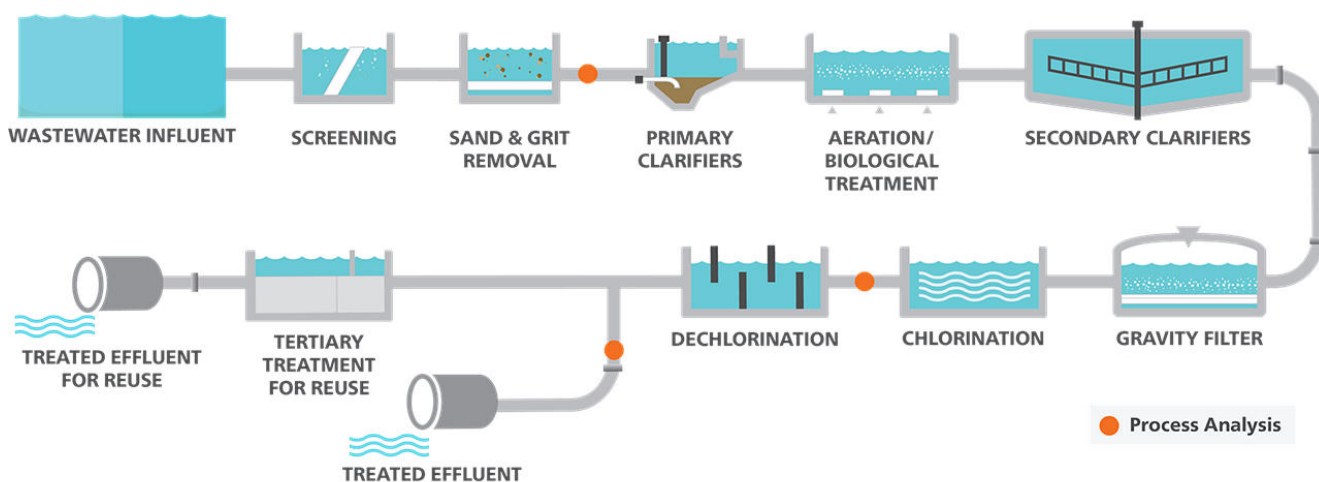 WASTEWATER INFLUENT
SCREENING
SAND & GRIT
REMOVAL
PRIMARY
CLARIFIERS
AERATION/
BIOLOGICAL
TREATMENT
SECONDARY CLARIFIERS
TREATED EFFLUENT
FOR REUSE
TERTIARY
TREATMENT
FOR REUSE
TREATED EFFLUENT
DECHLORINATION
CHLORINATION
GRAVITY FILTER
Process Analysis